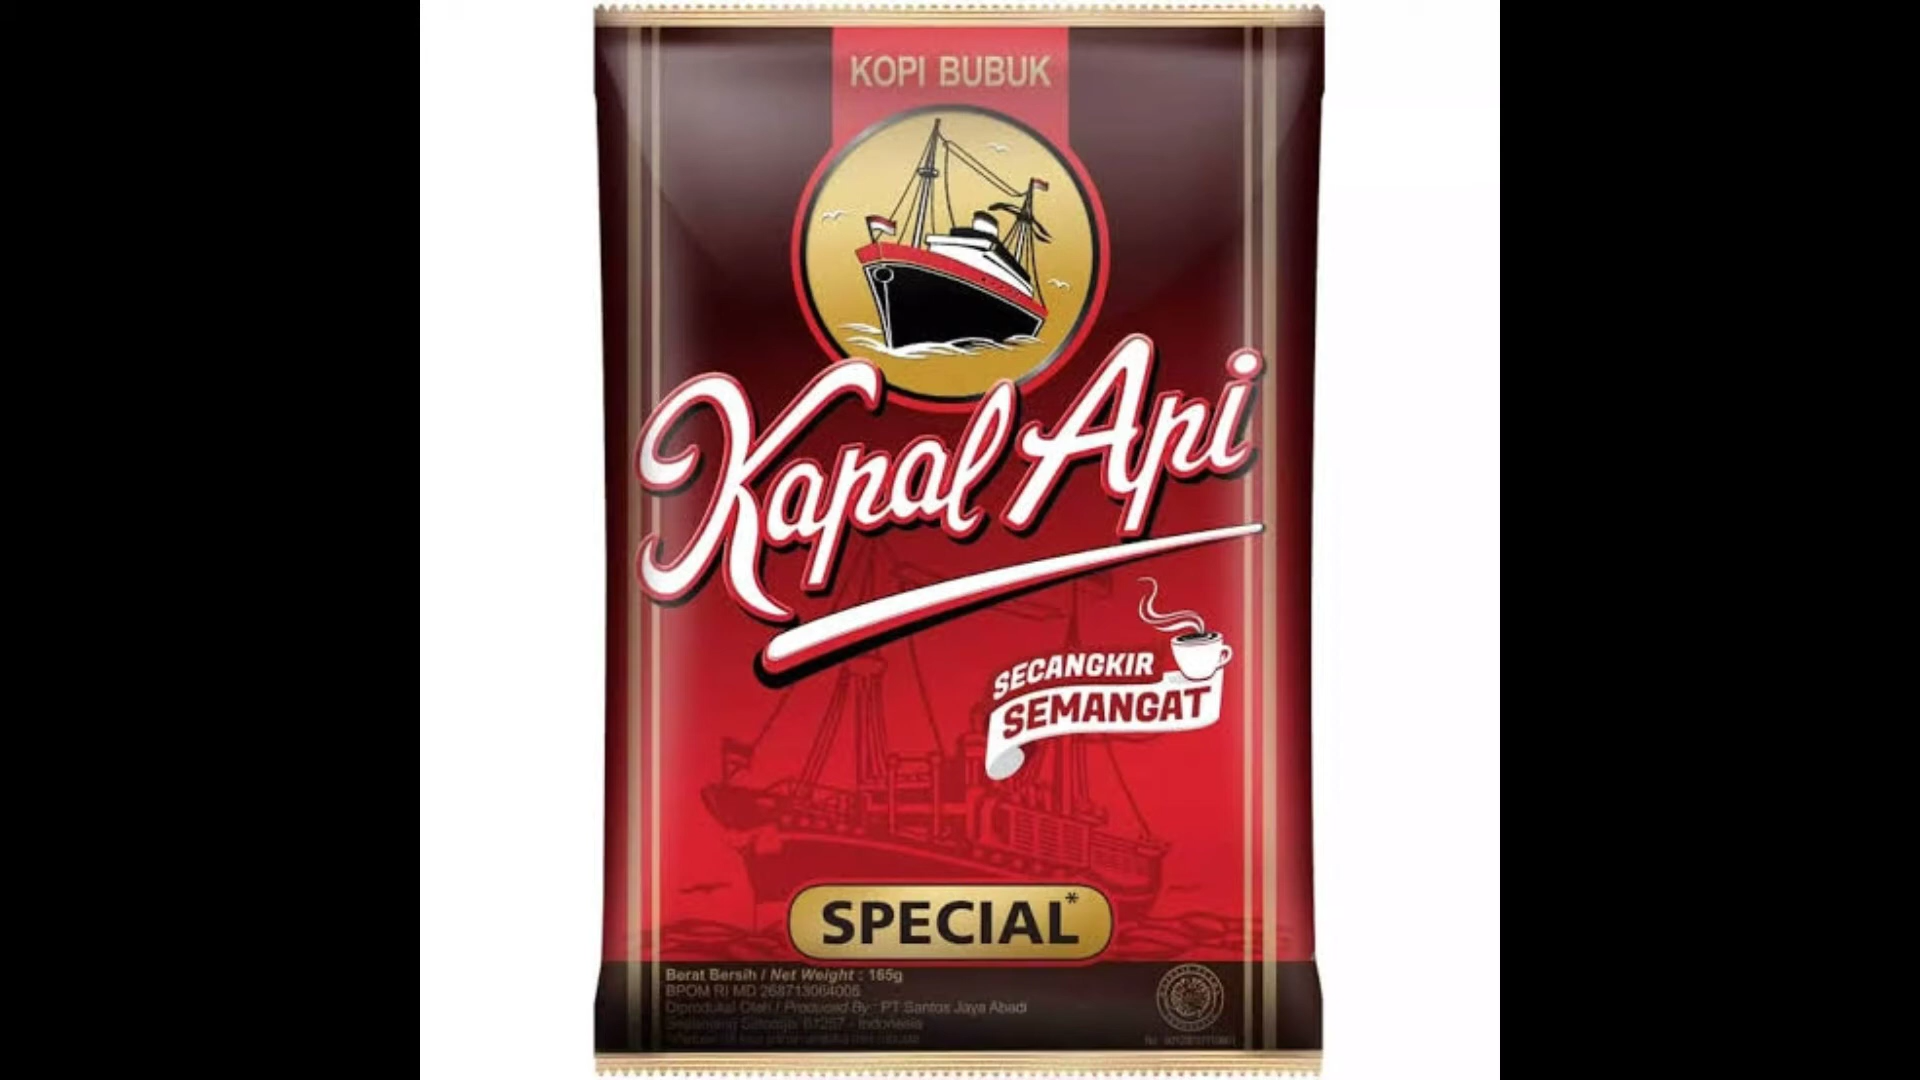 KOPI BUBUK
Kapal Api
SECANGKIR
SEMANGAT
SPECIAL*
Berat Bersih / Net Weight : 165g
BPOM RI MD 268713064006
Diproduksi Oleh / Produced By : PT Santos Jaya Abadi
Indonesia